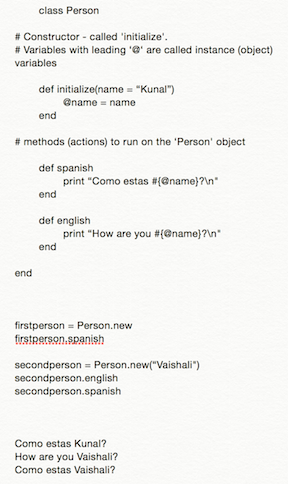 class Person
# Constructor - called 'initialize'.
# Variables with leading '@' are called instance (object)
variables
def initialize(name = “Kunal”)
@name = name
end
# methods (actions) to run on the 'Person' object
def spanish
print "Como estas #{@name}?\n"
end
def english
print "How are you #{@name}?\n"
end
end
firstperson = Person.new
firstperson.spanish
secondperson = Person.new("Vaishali")
secondperson.english
secondperson.spanish
Como estas Kunal?
How are you Vaishali?
Como estas Vaishali?